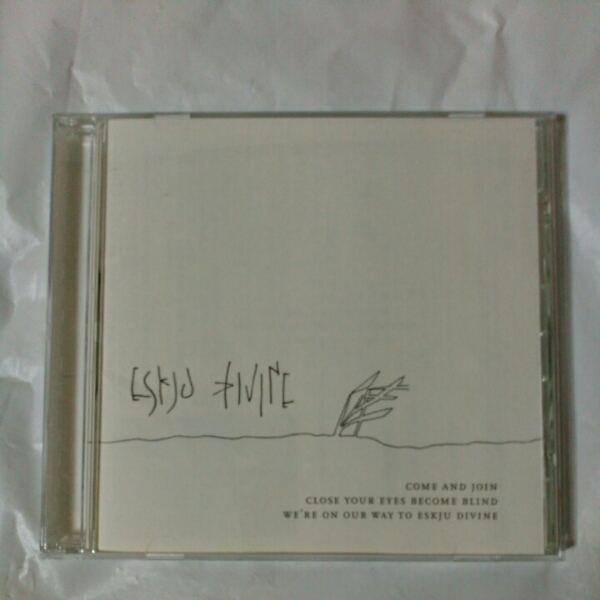 ESKJU DIVINE
COME AND JOIN
CLOSE YOUR EYES BECOME BLIND
WE'RE ON OUR WAY TO ESKJU DIVINE